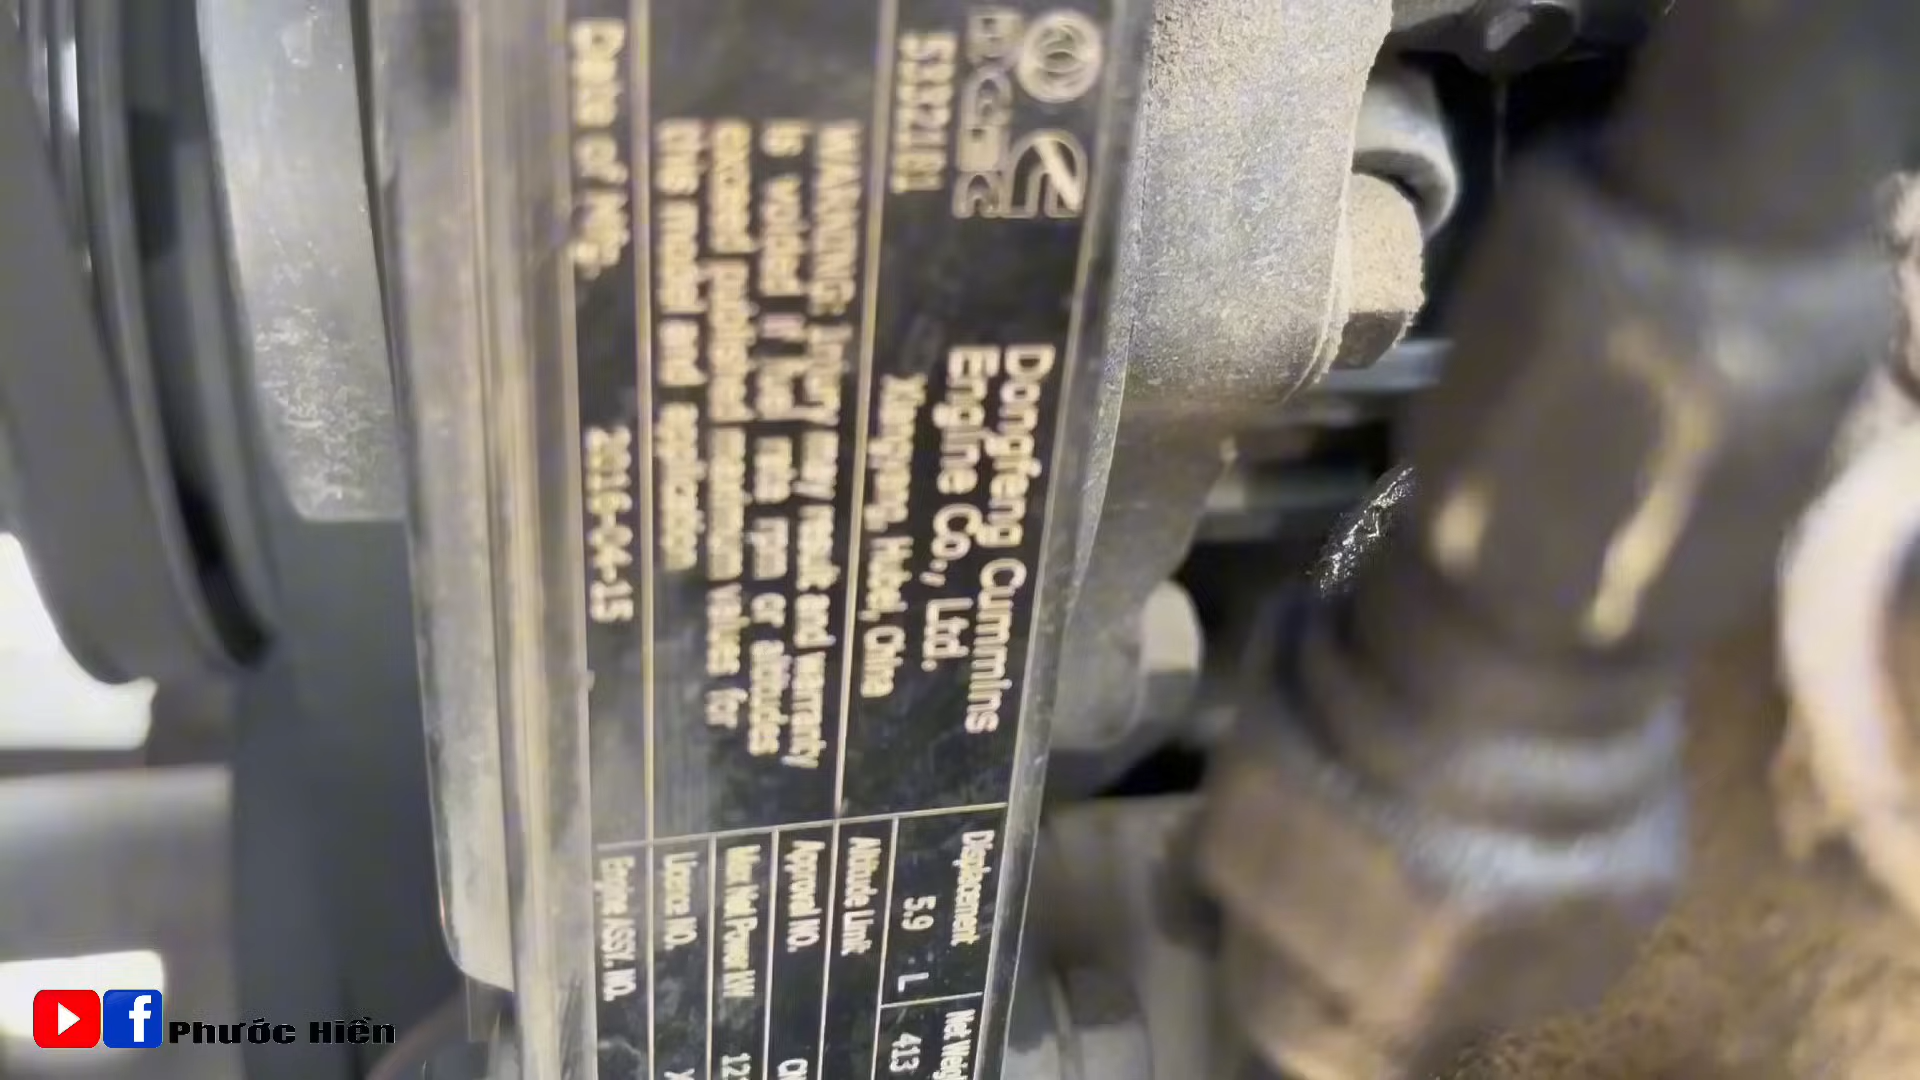 DCEC
5332181
Dongfeng Cummins
Engine Co., Ltd.
Xiangyang, Hubei, China
WARNING: Injury may result and warranty
is voided if fuel rate rpm or altitudes
exceed published maximum values for
this model and application
Date of Mfg. 2016-04-15
Displacement
5.9 L
Net Weight
413
Altitude Limit
Approval NO.
Max Net Power kW
Licence NO.
Engine ASSY. NO.
Phước Hiền